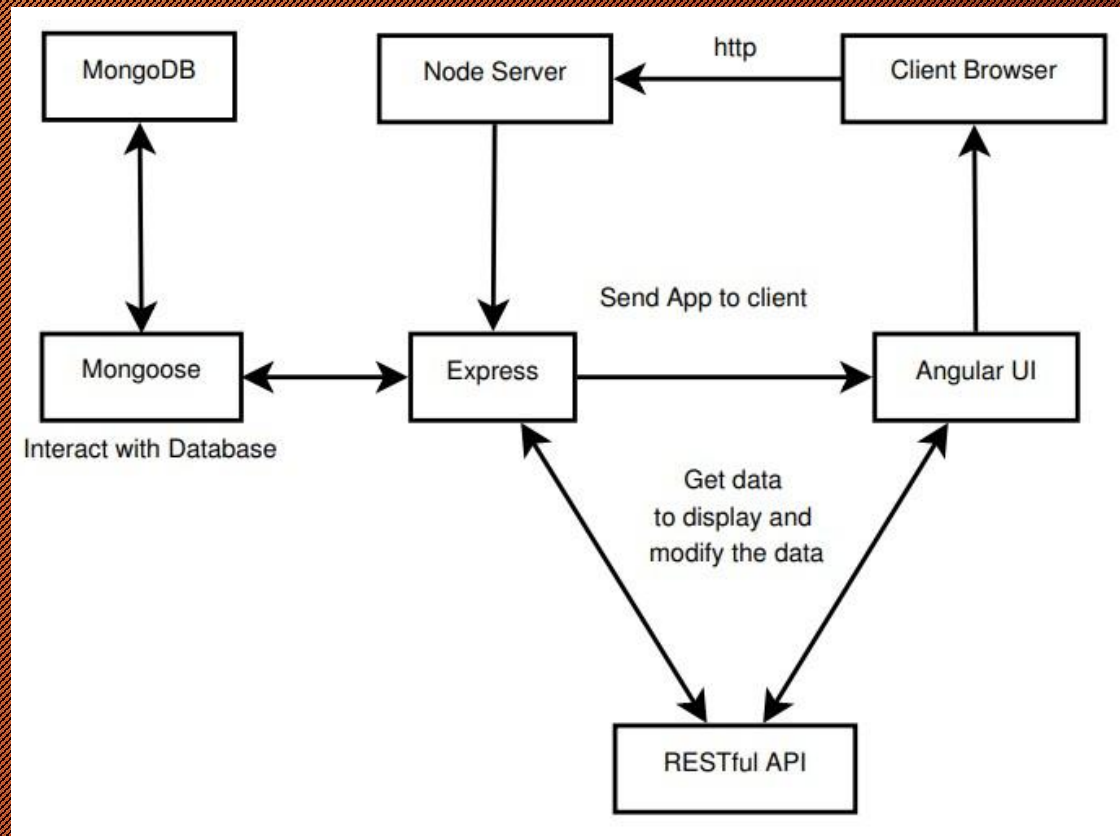 MongoDB
Node Server
http
Client Browser
Send App to client
Mongoose
Express
Angular UI
Interact with Database
Get data
to display and
modify the data
RESTful API